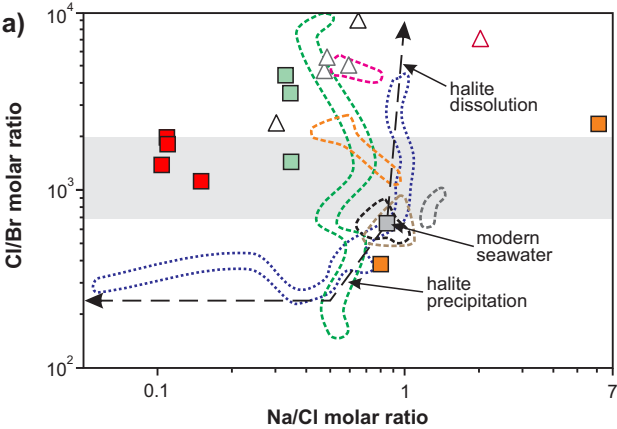 a)
10⁴
halite
dissolution
Cl/Br molar ratio
10³
modern
seawater
halite
precipitation
10²
0.1
1
7
Na/Cl molar ratio